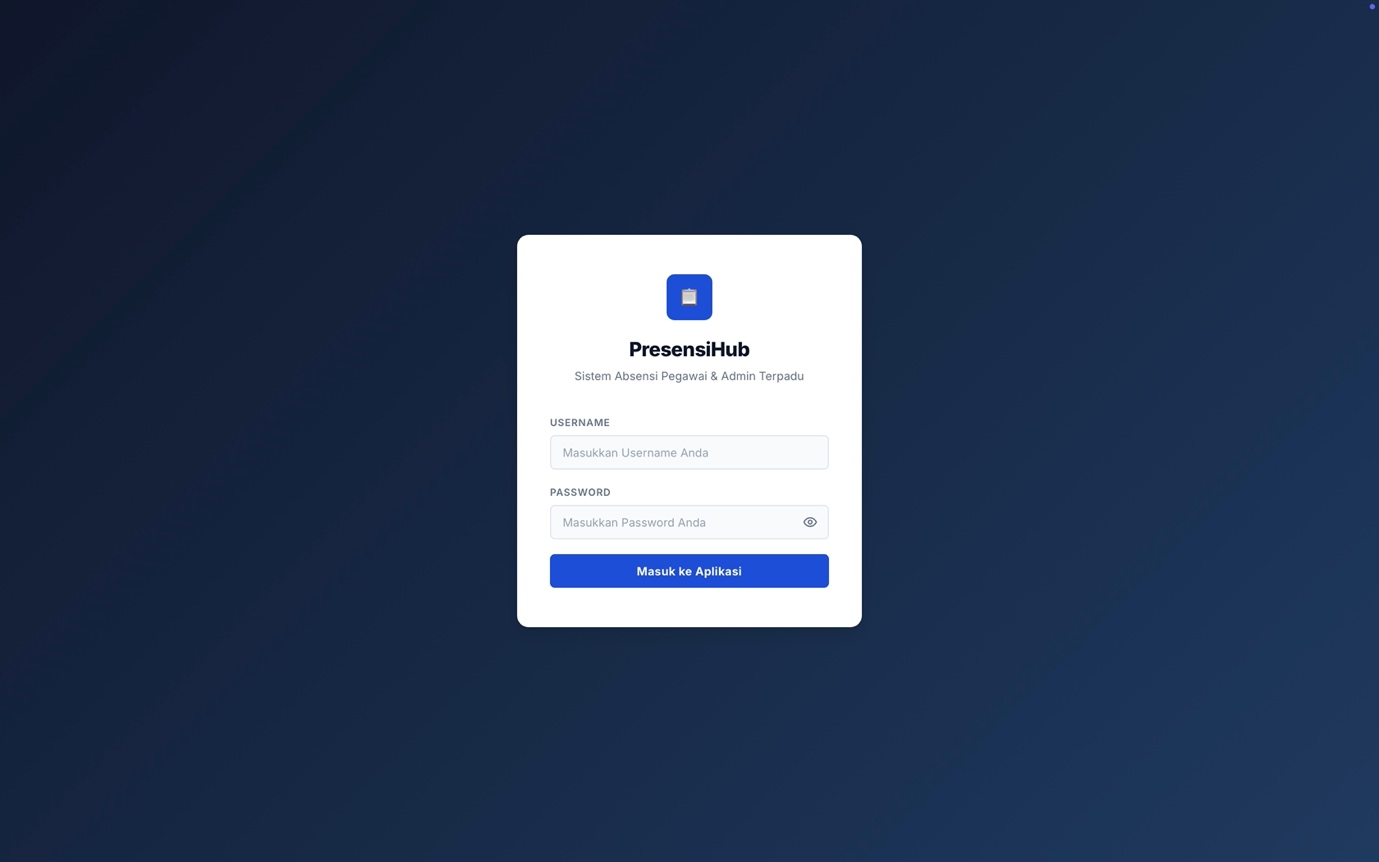 PresensiHub
Sistem Absensi Pegawai & Admin Terpadu
USERNAME
Masukkan Username Anda
PASSWORD
Masukkan Password Anda
Masuk ke Aplikasi